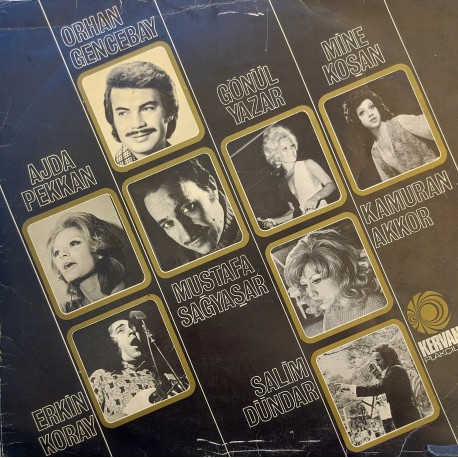 ORHAN
GENCEBAY
GÖNÜL
YAZAR
MİNE
KOŞAN
AJDA
PEKKAN
MUSTAFA
SAĞYAŞAR
KAMURAN
AKKOR
ERKİN
KORAY
SALİM
DÜNDAR
KERVAN
PLAKÇILIK